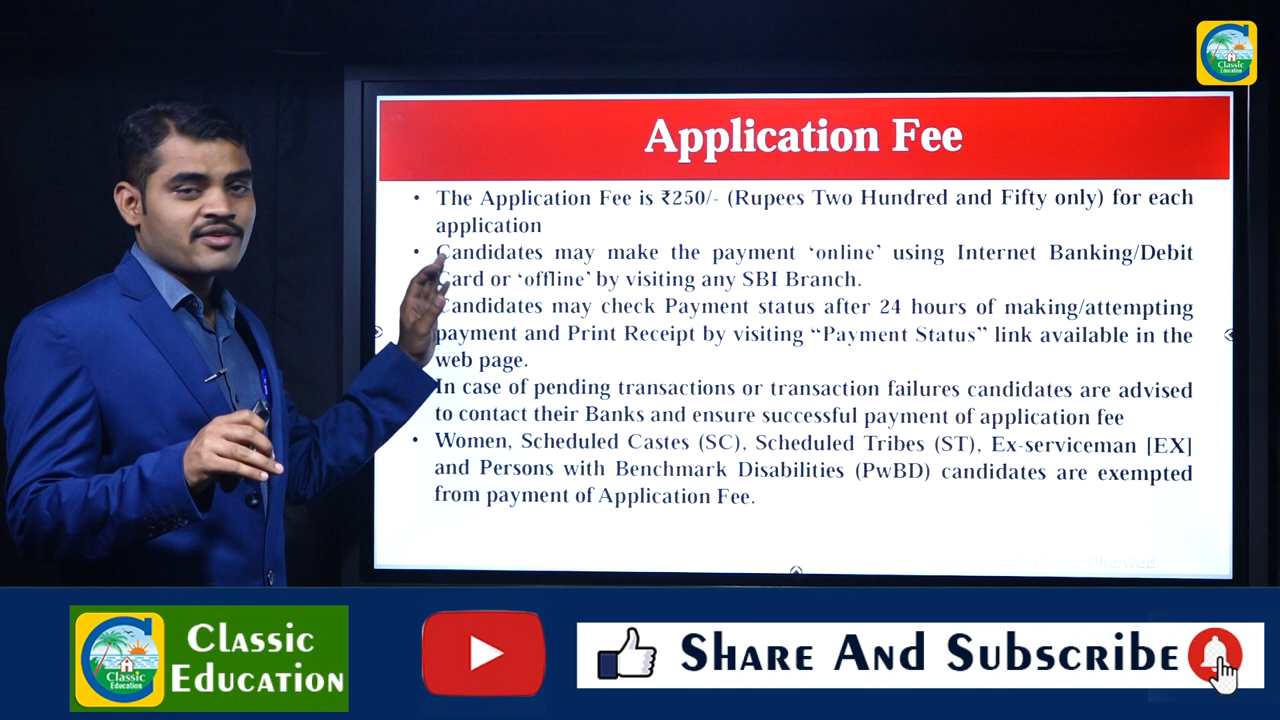 Classic
Education
Application Fee
• The Application Fee is ₹250/- (Rupees Two Hundred and Fifty only) for each
application
• Candidates may make the payment ‘online’ using Internet Banking/Debit
Card or ‘offline’ by visiting any SBI Branch.
Candidates may check Payment status after 24 hours of making/attempting
payment and Print Receipt by visiting “Payment Status” link available in the
web page.
In case of pending transactions or transaction failures candidates are advised
to contact their Banks and ensure successful payment of application fee
• Women, Scheduled Castes (SC), Scheduled Tribes (ST), Ex-serviceman [EX]
and Persons with Benchmark Disabilities (PwBD) candidates are exempted
from payment of Application Fee.
Classic
Education
Classic
Education
Share And Subscribe